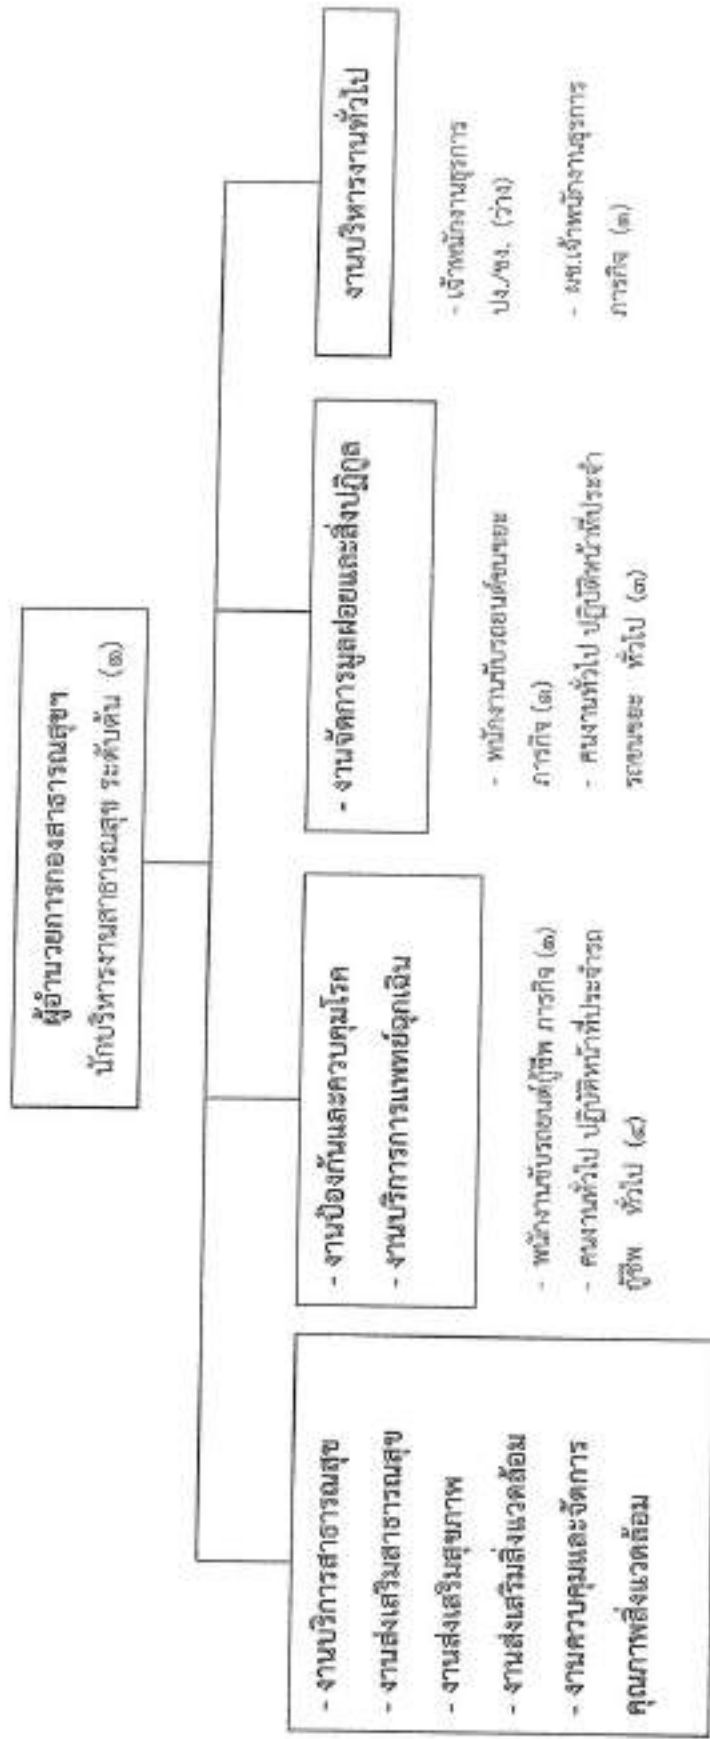 ผู้อำนวยการกองสาธารณสุขฯ
นักบริหารงานสาธารณสุข ระดับต้น (๑)
- งานบริการสาธารณสุข
- งานส่งเสริมสาธารณสุข
- งานส่งเสริมสุขภาพ
- งานส่งเสริมสิ่งแวดล้อม
- งานควบคุมและจัดการ
คุณภาพสิ่งแวดล้อม
- งานป้องกันและควบคุมโรค
- งานบริการการแพทย์ฉุกเฉิน
- พนักงานขับรถยนต์กู้ชีพ ภารกิจ (๑)
- คนงานทั่วไป ปฏิบัติหน้าที่ประจำรถ
กู้ชีพ ทั่วไป (๔)
- งานจัดการมูลฝอยและสิ่งปฏิกูล
- พนักงานขับรถยนต์ขนขยะ
ภารกิจ (๑)
- คนงานทั่วไป ปฏิบัติหน้าที่ประจำ
รถขนขยะ ทั่วไป (๓)
งานบริหารงานทั่วไป
- เจ้าพนักงานธุรการ
ปง./ชง. (ว่าง)
- ผช.เจ้าพนักงานธุรการ
ภารกิจ (๑)